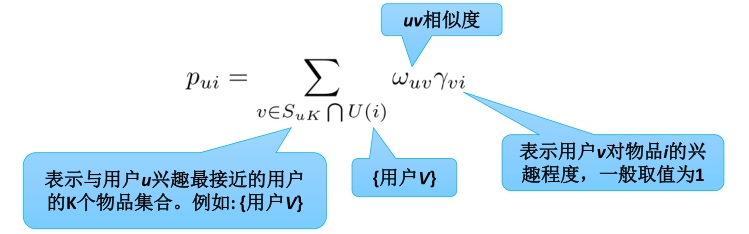 uv相似度
p_{ui} = \sum_{v \in S_{uK} \bigcap U(i)} \omega_{uv} \gamma_{vi}
表示用户v对物品i的兴
趣程度，一般取值为1
{用户V}
表示与用户u兴趣最接近的用户
的K个物品集合。例如: {用户V}